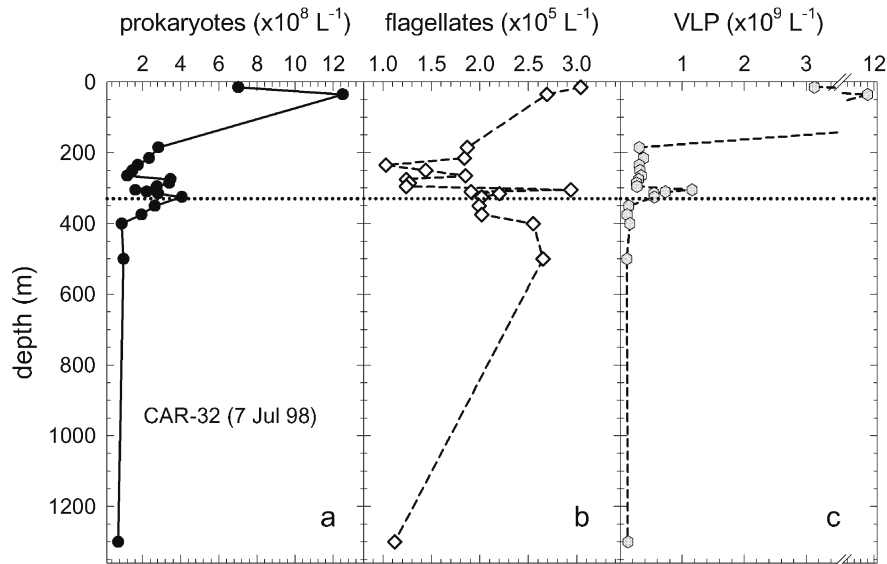 prokaryotes (x10⁸ L⁻¹) flagellates (x10⁵ L⁻¹) VLP (x10⁹ L⁻¹)
2 4 6 8 10 12 1.0 1.5 2.0 2.5 3.0 1 2 3 12
0
200
400
600
800
1000
1200
depth (m)
CAR-32 (7 Jul 98)
a b c